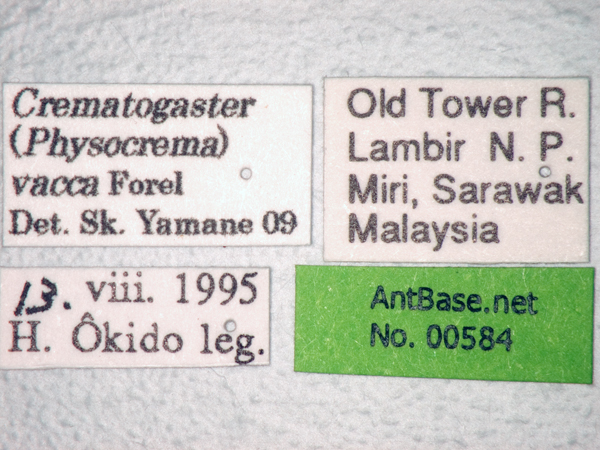 Crematogaster
(Physocrema)
vacca Forel
Det. Sk. Yamane 09
Old Tower R.
Lambir N. P.
Miri, Sarawak
Malaysia
13. viii. 1995
H. Ôkido leg.
AntBase.net
No. 00584